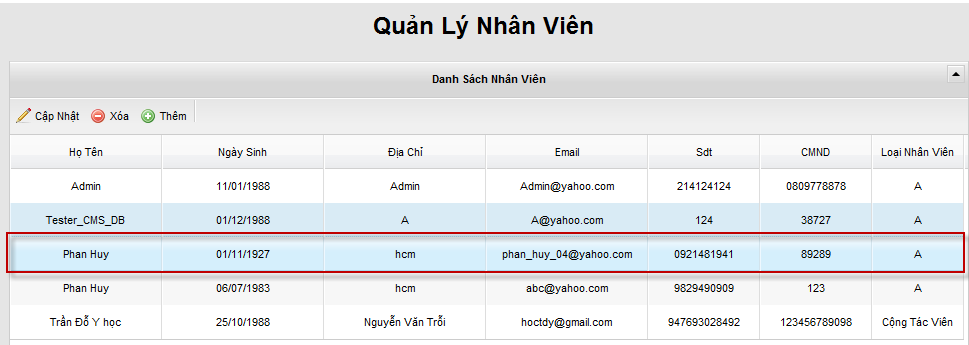 Quản Lý Nhân Viên
Danh Sách Nhân Viên
Cập Nhật Xóa Thêm
Họ Tên Ngày Sinh Địa Chỉ Email Sdt CMND Loại Nhân Viên
Admin 11/01/1988 Admin Admin@yahoo.com 214124124 0809778878 A
Tester_CMS_DB 01/12/1988 A A@yahoo.com 124 38727 A
Phan Huy 01/11/1927 hcm phan_huy_04@yahoo.com 0921481941 89289 A
Phan Huy 06/07/1983 hcm abc@yahoo.com 9829490909 123 A
Trần Đỗ Y học 25/10/1988 Nguyễn Văn Trỗi hoctdy@gmail.com 947693028492 123456789098 Cộng Tác Viên